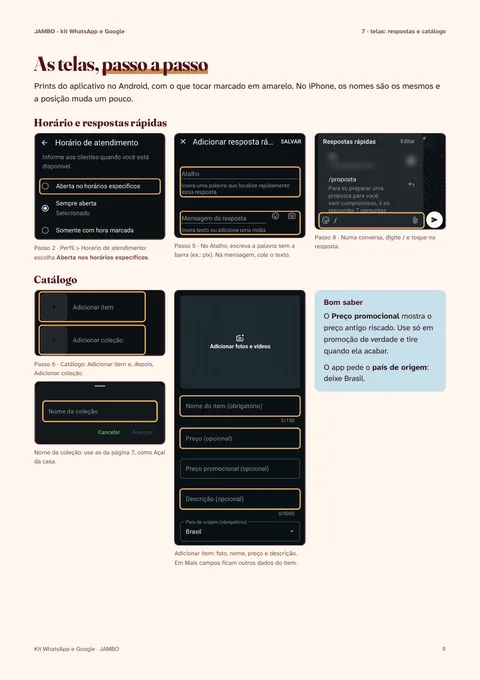 JAMBO · kit WhatsApp e Google
7 · telas: respostas e catálogo
As telas, passo a passo
Prints do aplicativo no Android, com o que tocar marcado em amarelo. No iPhone, os nomes são os mesmos e
a posição muda um pouco.
Horário e respostas rápidas
Horário de atendimento
Informe aos clientes quando você está
disponível.
Aberta no horários específicos
Sempre aberta
Selecionado
Somente com hora marcada
Passo 2 · Perfil > Horário de atendimento:
escolha Aberta nos horários específicos.
Adicionar resposta rá... SALVAR
Atalho
Insira uma palavra que localize rapidamente
essa resposta
Mensagem da resposta
Insira texto ou adicione uma mídia
Passo 5 · No Atalho, escreva a palavra sem a
barra (ex.: pix). Na mensagem, cole o texto.
Respostas rápidas Editar
/proposta
Para eu preparar uma
proposta para você,
sem compromisso, é só
responder 7 perguntas
/
Passo 8 · Numa conversa, digite / e toque na
resposta.
Catálogo
+ Adicionar item
+ Adicionar coleção
Passo 6 · Catálogo: Adicionar item e, depois,
Adicionar coleção.
Nome da coleção
Cancelar Avançar
Nome da coleção: use as da página 7, como Açaí
da casa.
Adicionar fotos e vídeos
Nome do item (obrigatório)
0/150
Preço (opcional)
Preço promocional (opcional)
Descrição (opcional)
0/5000
País de origem (obrigatório)
Brasil
Adicionar item: foto, nome, preço e descrição.
Em Mais campos ficam outros dados do item.
Bom saber
O Preço promocional mostra o
preço antigo riscado. Use só em
promoção de verdade e tire
quando ela acabar.
O app pede o país de origem:
deixe Brasil.
Kit WhatsApp e Google · JAMBO
9